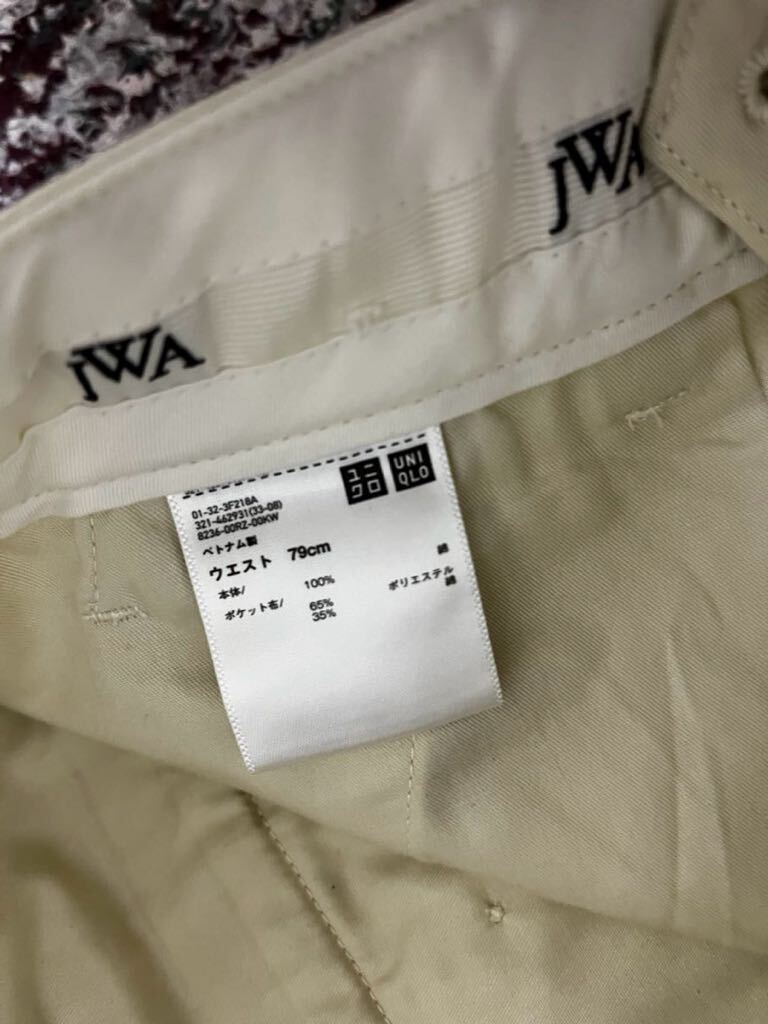 JWA
JWA
ユニ
クロ
UNI
QLO
01-32-3F218A
321-462931(33-08)
8236-00RZ-00KW
ベトナム製
ウエスト 79cm
本体/ 100% 綿
ポケット布/ 65% ポリエステル
35% 綿